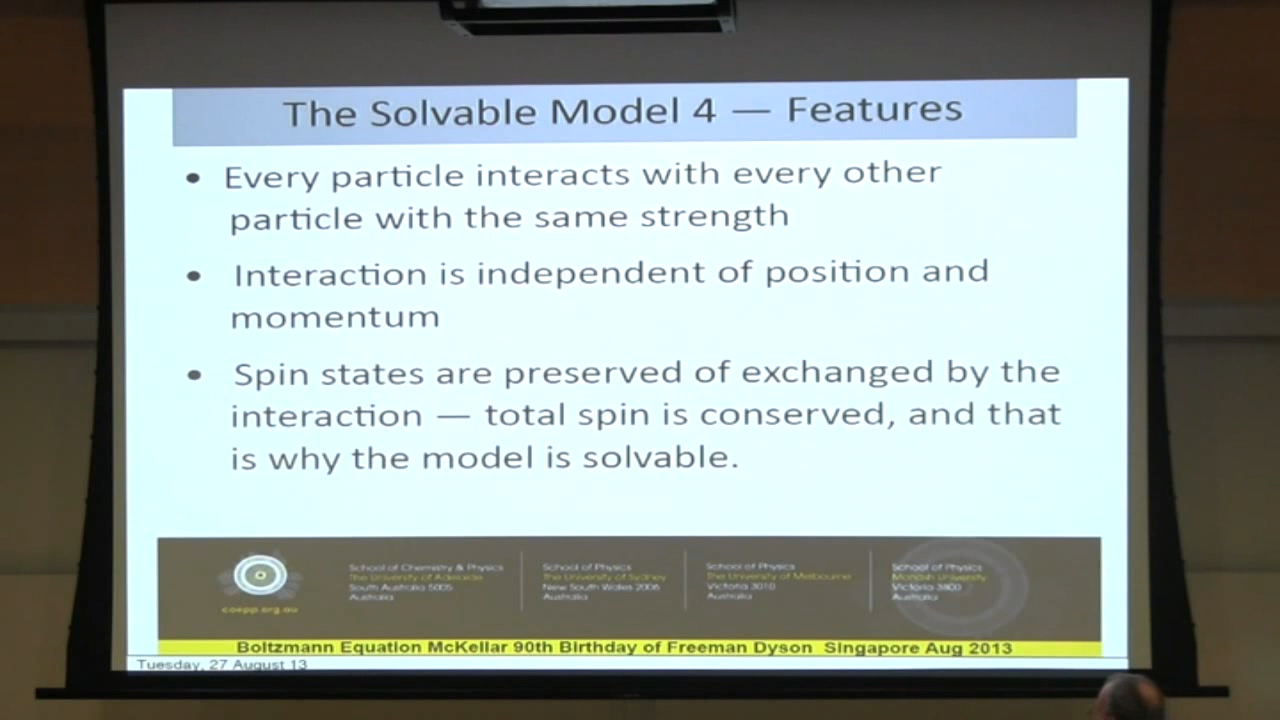 The Solvable Model 4 — Features
• Every particle interacts with every other
particle with the same strength
• Interaction is independent of position and
momentum
• Spin states are preserved of exchanged by the
interaction — total spin is conserved, and that
is why the model is solvable.
coepp.org.au
School of Chemistry & Physics
The University of Adelaide
South Australia 5005
Australia
School of Physics
The University of Sydney
New South Wales 2006
Australia
School of Physics
The University of Melbourne
Victoria 3010
Australia
School of Physics
Monash University
Victoria 3800
Australia
Boltzmann Equation McKellar 90th Birthday of Freeman Dyson Singapore Aug 2013
Tuesday, 27 August 13